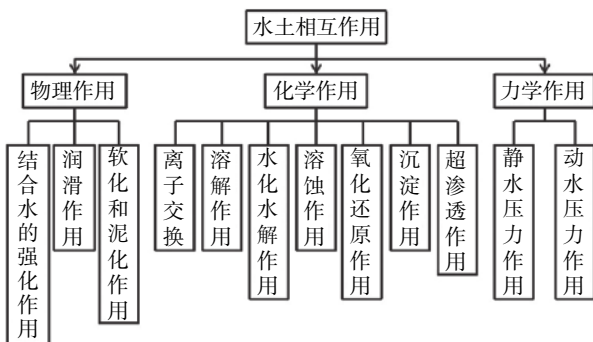 水土相互作用
物理作用
化学作用
力学作用
结合水的强化作用
润滑作用
软化和泥化作用
离子交换
溶解作用
水化水解作用
溶蚀作用
氧化还原作用
沉淀作用
超渗透作用
静水压力作用
动水压力作用